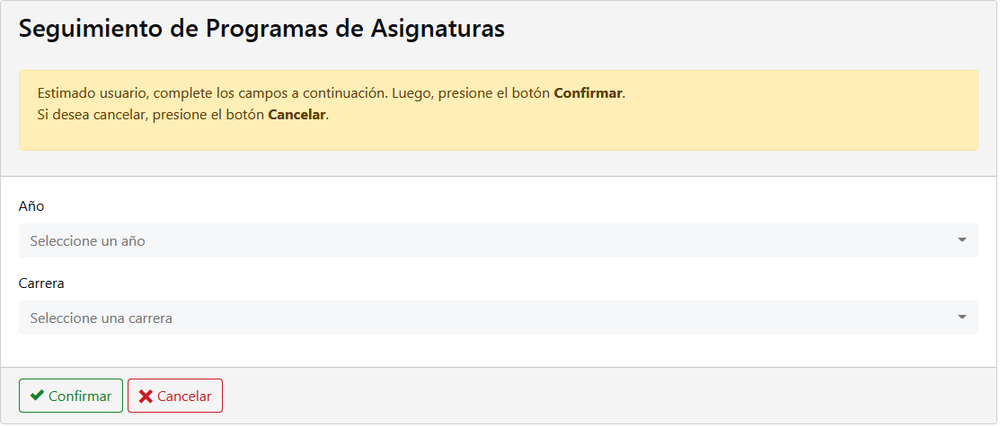 Seguimiento de Programas de Asignaturas
Estimado usuario, complete los campos a continuación. Luego, presione el botón Confirmar.
Si desea cancelar, presione el botón Cancelar.
Año
Seleccione un año
Carrera
Seleccione una carrera
Confirmar
Cancelar